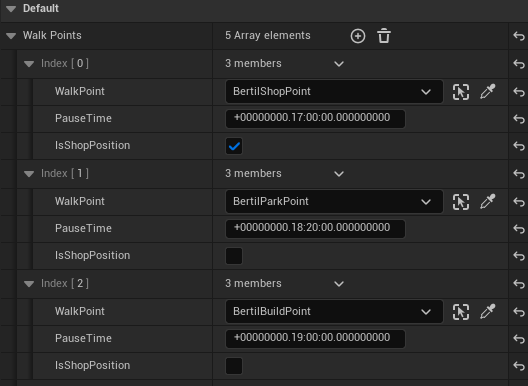 Default
Walk Points 5 Array elements
Index [ 0 ] 3 members
WalkPoint BertilShopPoint
PauseTime +00000000.17:00:00.000000000
IsShopPosition
Index [ 1 ] 3 members
WalkPoint BertilParkPoint
PauseTime +00000000.18:20:00.000000000
IsShopPosition
Index [ 2 ] 3 members
WalkPoint BertilBuildPoint
PauseTime +00000000.19:00:00.000000000
IsShopPosition